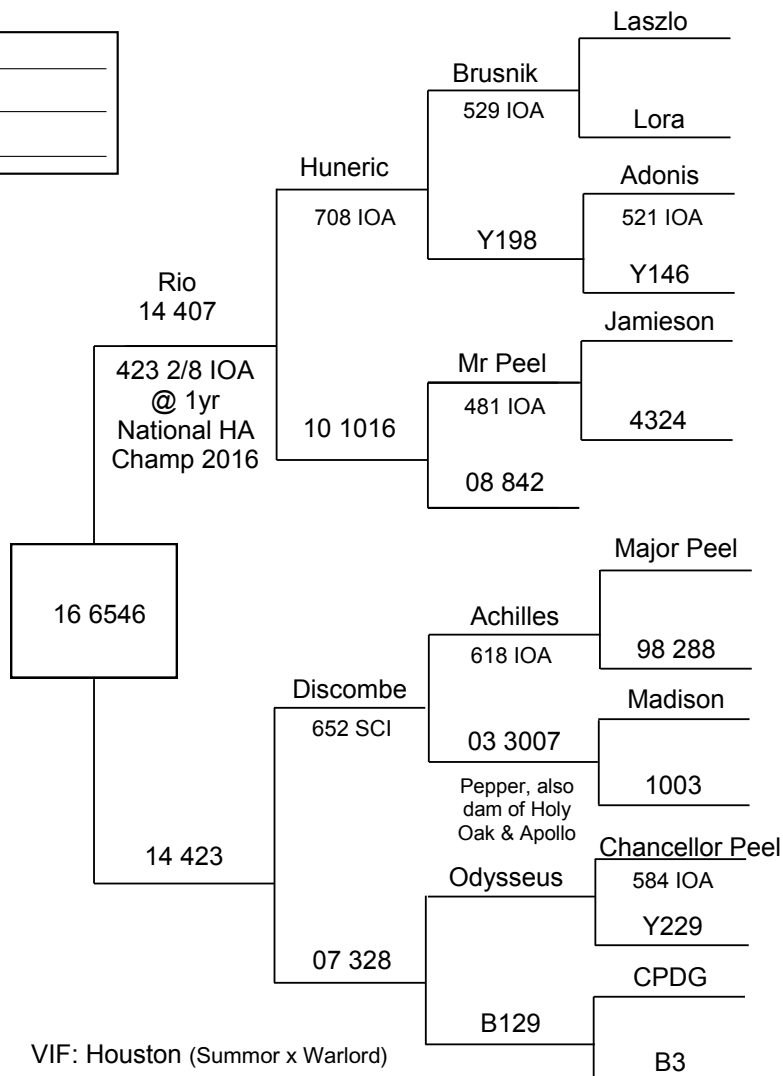 Laszlo
Brusnik
529 IOA
Lora
Huneric
Adonis
708 IOA
521 IOA
Y198
Y146
Rio
14 407
Jamieson
423 2/8 IOA
@ 1yr
National HA
Champ 2016
Mr Peel
481 IOA
10 1016
4324
08 842
Major Peel
16 6546
Achilles
618 IOA
98 288
Discombe
Madison
652 SCI
03 3007
1003
Pepper, also
dam of Holy
Oak & Apollo
14 423
Chancellor Peel
Odysseus
584 IOA
Y229
07 328
CPDG
B129
VIF: Houston (Summor x Warlord)
B3